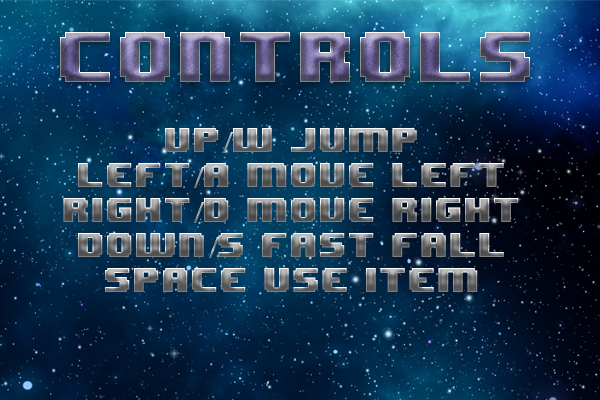 CONTROLS
UP/W JUMP
LEFT/A MOVE LEFT
RIGHT/D MOVE RIGHT
DOWN/S FAST FALL
SPACE USE ITEM